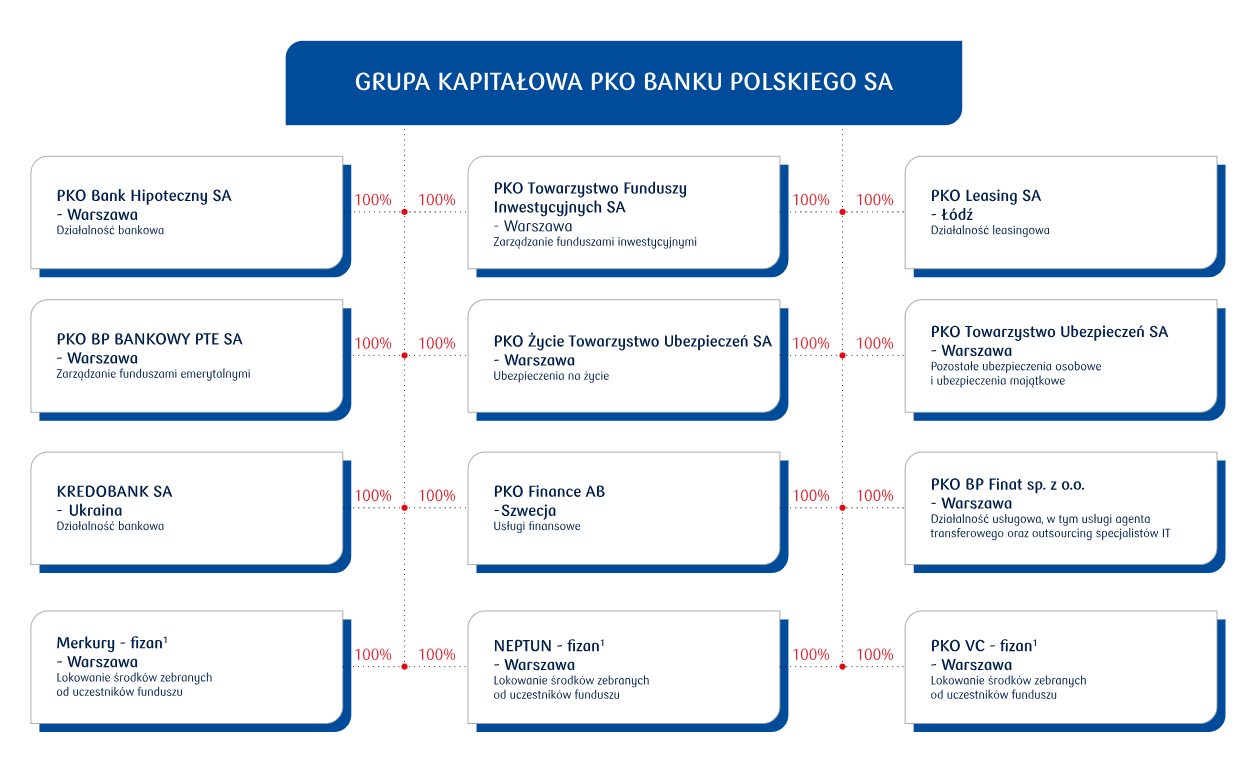 GRUPA KAPITAŁOWA PKO BANKU POLSKIEGO SA
PKO Bank Hipoteczny SA
- Warszawa
Działalność bankowa
100%
100%
PKO Towarzystwo Funduszy
Inwestycyjnych SA
- Warszawa
Zarządzanie funduszami inwestycyjnymi
100%
100%
PKO Leasing SA
- Łódź
Działalność leasingowa
PKO BP BANKOWY PTE SA
- Warszawa
Zarządzanie funduszami emerytalnymi
100%
100%
PKO Życie Towarzystwo Ubezpieczeń SA
- Warszawa
Ubezpieczenia na życie
100%
100%
PKO Towarzystwo Ubezpieczeń SA
- Warszawa
Pozostałe ubezpieczenia osobowe
i ubezpieczenia majątkowe
KREDOBANK SA
- Ukraina
Działalność bankowa
100%
100%
PKO Finance AB
-Szwecja
Usługi finansowe
100%
100%
PKO BP Finat sp. z o.o.
- Warszawa
Działalność usługowa, w tym usługi agenta
transferowego oraz outsourcing specjalistów IT
Merkury - fizan¹
- Warszawa
Lokowanie środków zebranych
od uczestników funduszu
100%
100%
NEPTUN - fizan¹
- Warszawa
Lokowanie środków zebranych
od uczestników funduszu
100%
100%
PKO VC - fizan¹
- Warszawa
Lokowanie środków zebranych
od uczestników funduszu